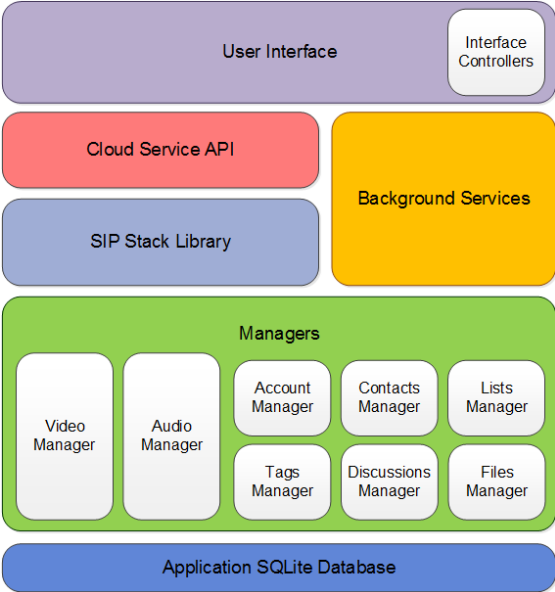 User Interface
Interface
Controllers
Cloud Service API
Background Services
SIP Stack Library
Managers
Video
Manager
Audio
Manager
Account
Manager
Contacts
Manager
Lists
Manager
Tags
Manager
Discussions
Manager
Files
Manager
Application SQLite Database